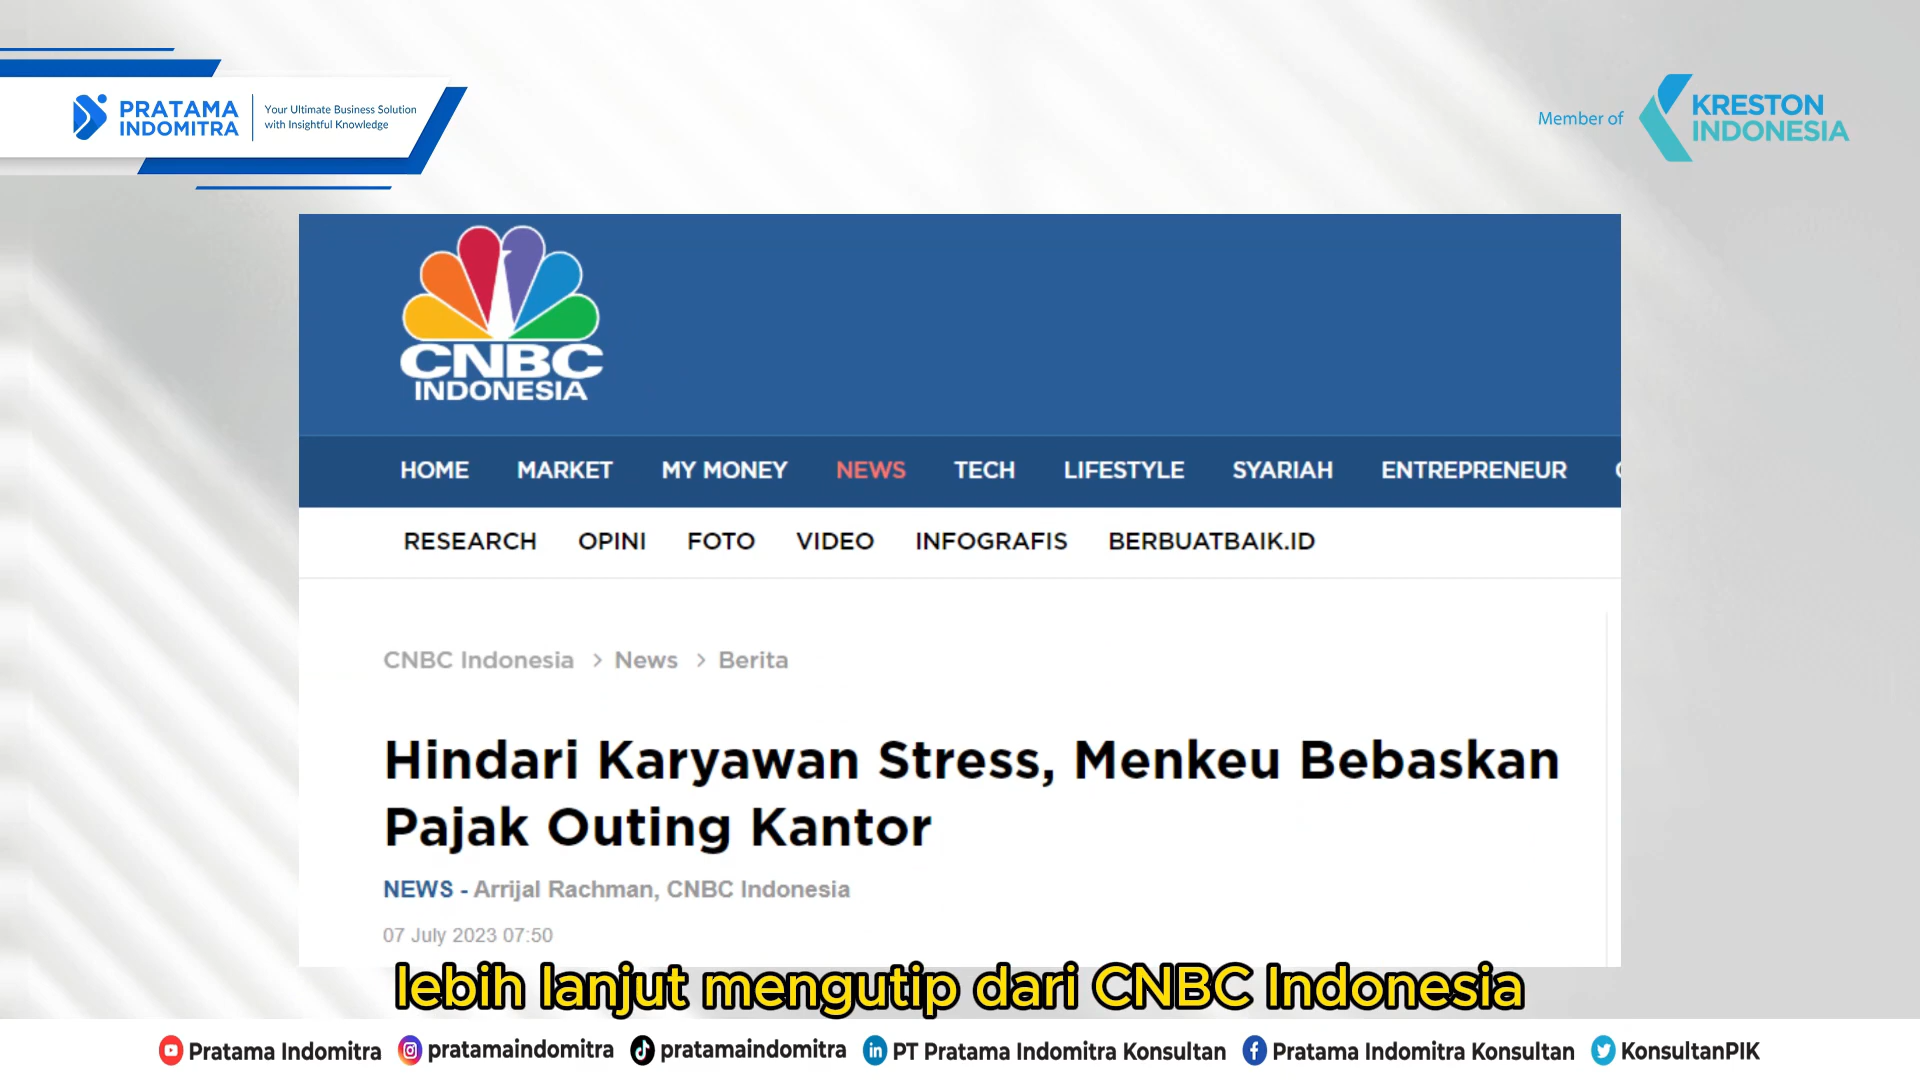 PRATAMA
INDOMITRA
Your Ultimate Business Solution
with Insightful Knowledge
Member of
KRESTON
INDONESIA
CNBC
INDONESIA
HOME MARKET MY MONEY NEWS TECH LIFESTYLE SYARIAH ENTREPRENEUR
RESEARCH OPINI FOTO VIDEO INFOGRAFIS BERBUATBAIK.ID
CNBC Indonesia > News > Berita
Hindari Karyawan Stress, Menkeu Bebaskan
Pajak Outing Kantor
NEWS - Arrijal Rachman, CNBC Indonesia
07 July 2023 07:50
lebih lanjut mengutip dari CNBC Indonesia
Pratama Indomitra pratamaindomitra pratamaindomitra PT Pratama Indomitra Konsultan Pratama Indomitra Konsultan KonsultanPIK